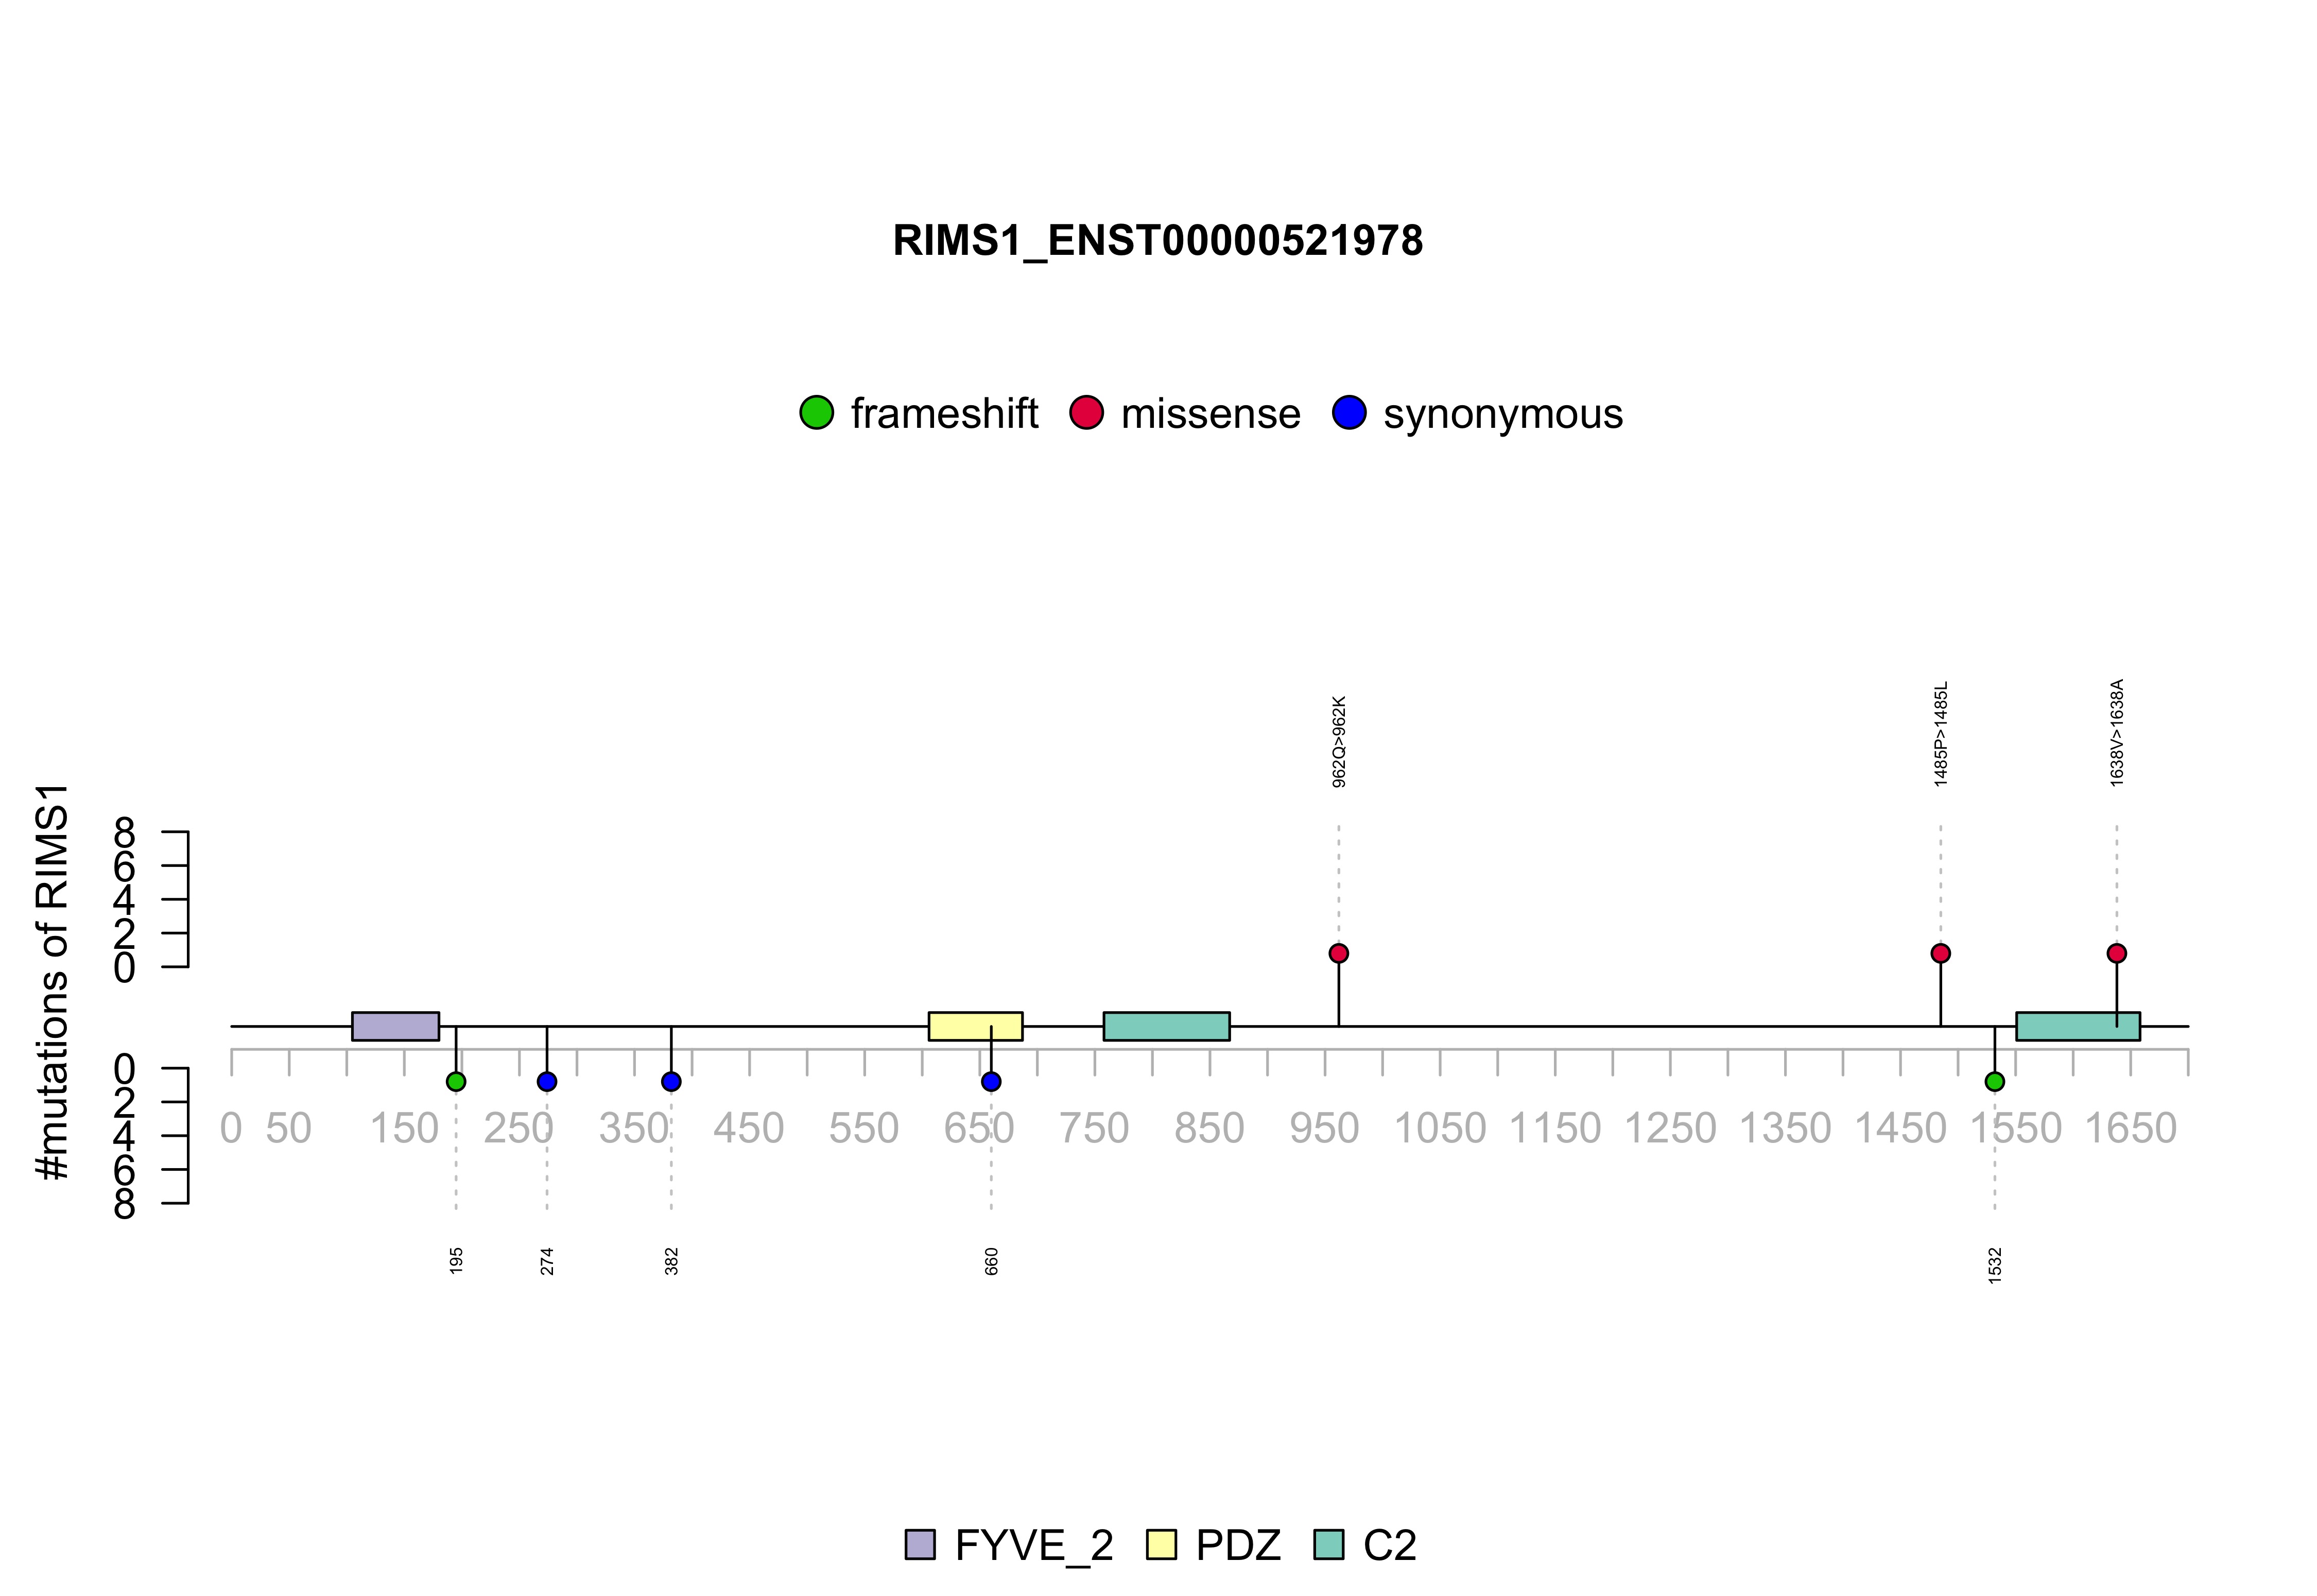 RIMS1_ENST00000521978
frameshift missense synonymous
962Q>962K 1485P>1485L 1638V>1638A
#mutations of RIMS1
8
6
4
2
0
0
2
4
6
8
0 50 150 250 350 450 550 650 750 850 950 1050 1150 1250 1350 1450 1550 1650
195 274 382 660 1532
FYVE_2 PDZ C2